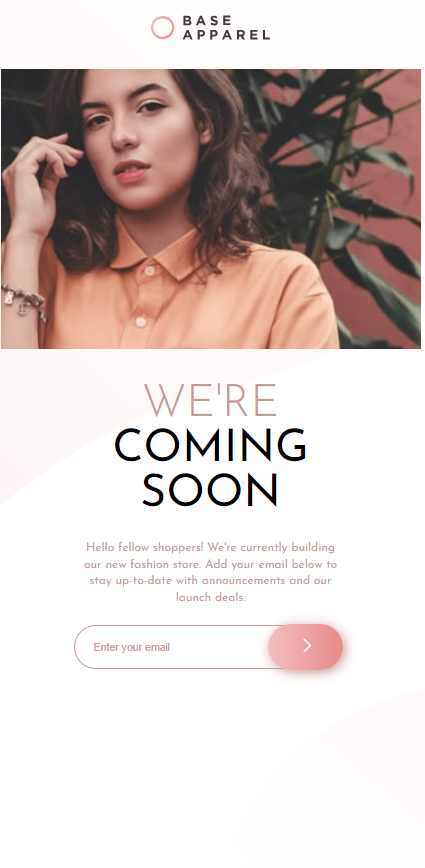 BASE
APPAREL
WE'RE
COMING
SOON
Hello fellow shoppers! We're currently building
our new fashion store. Add your email below to
stay up-to-date with announcements and our
launch deals.
Enter your email